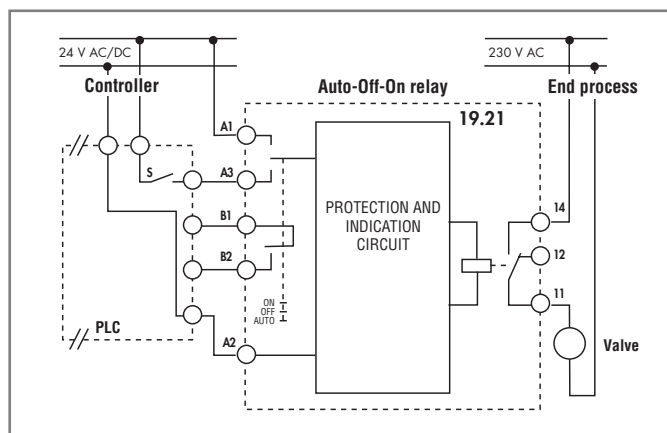 24 V AC/DC
230 V AC
Controller
Auto-Off-On relay
End process
A1
19.21
S
A3
B1
B2
PROTECTION AND
INDICATION
CIRCUIT
14
12
11
ON
OFF
AUTO
PLC
A2
Valve